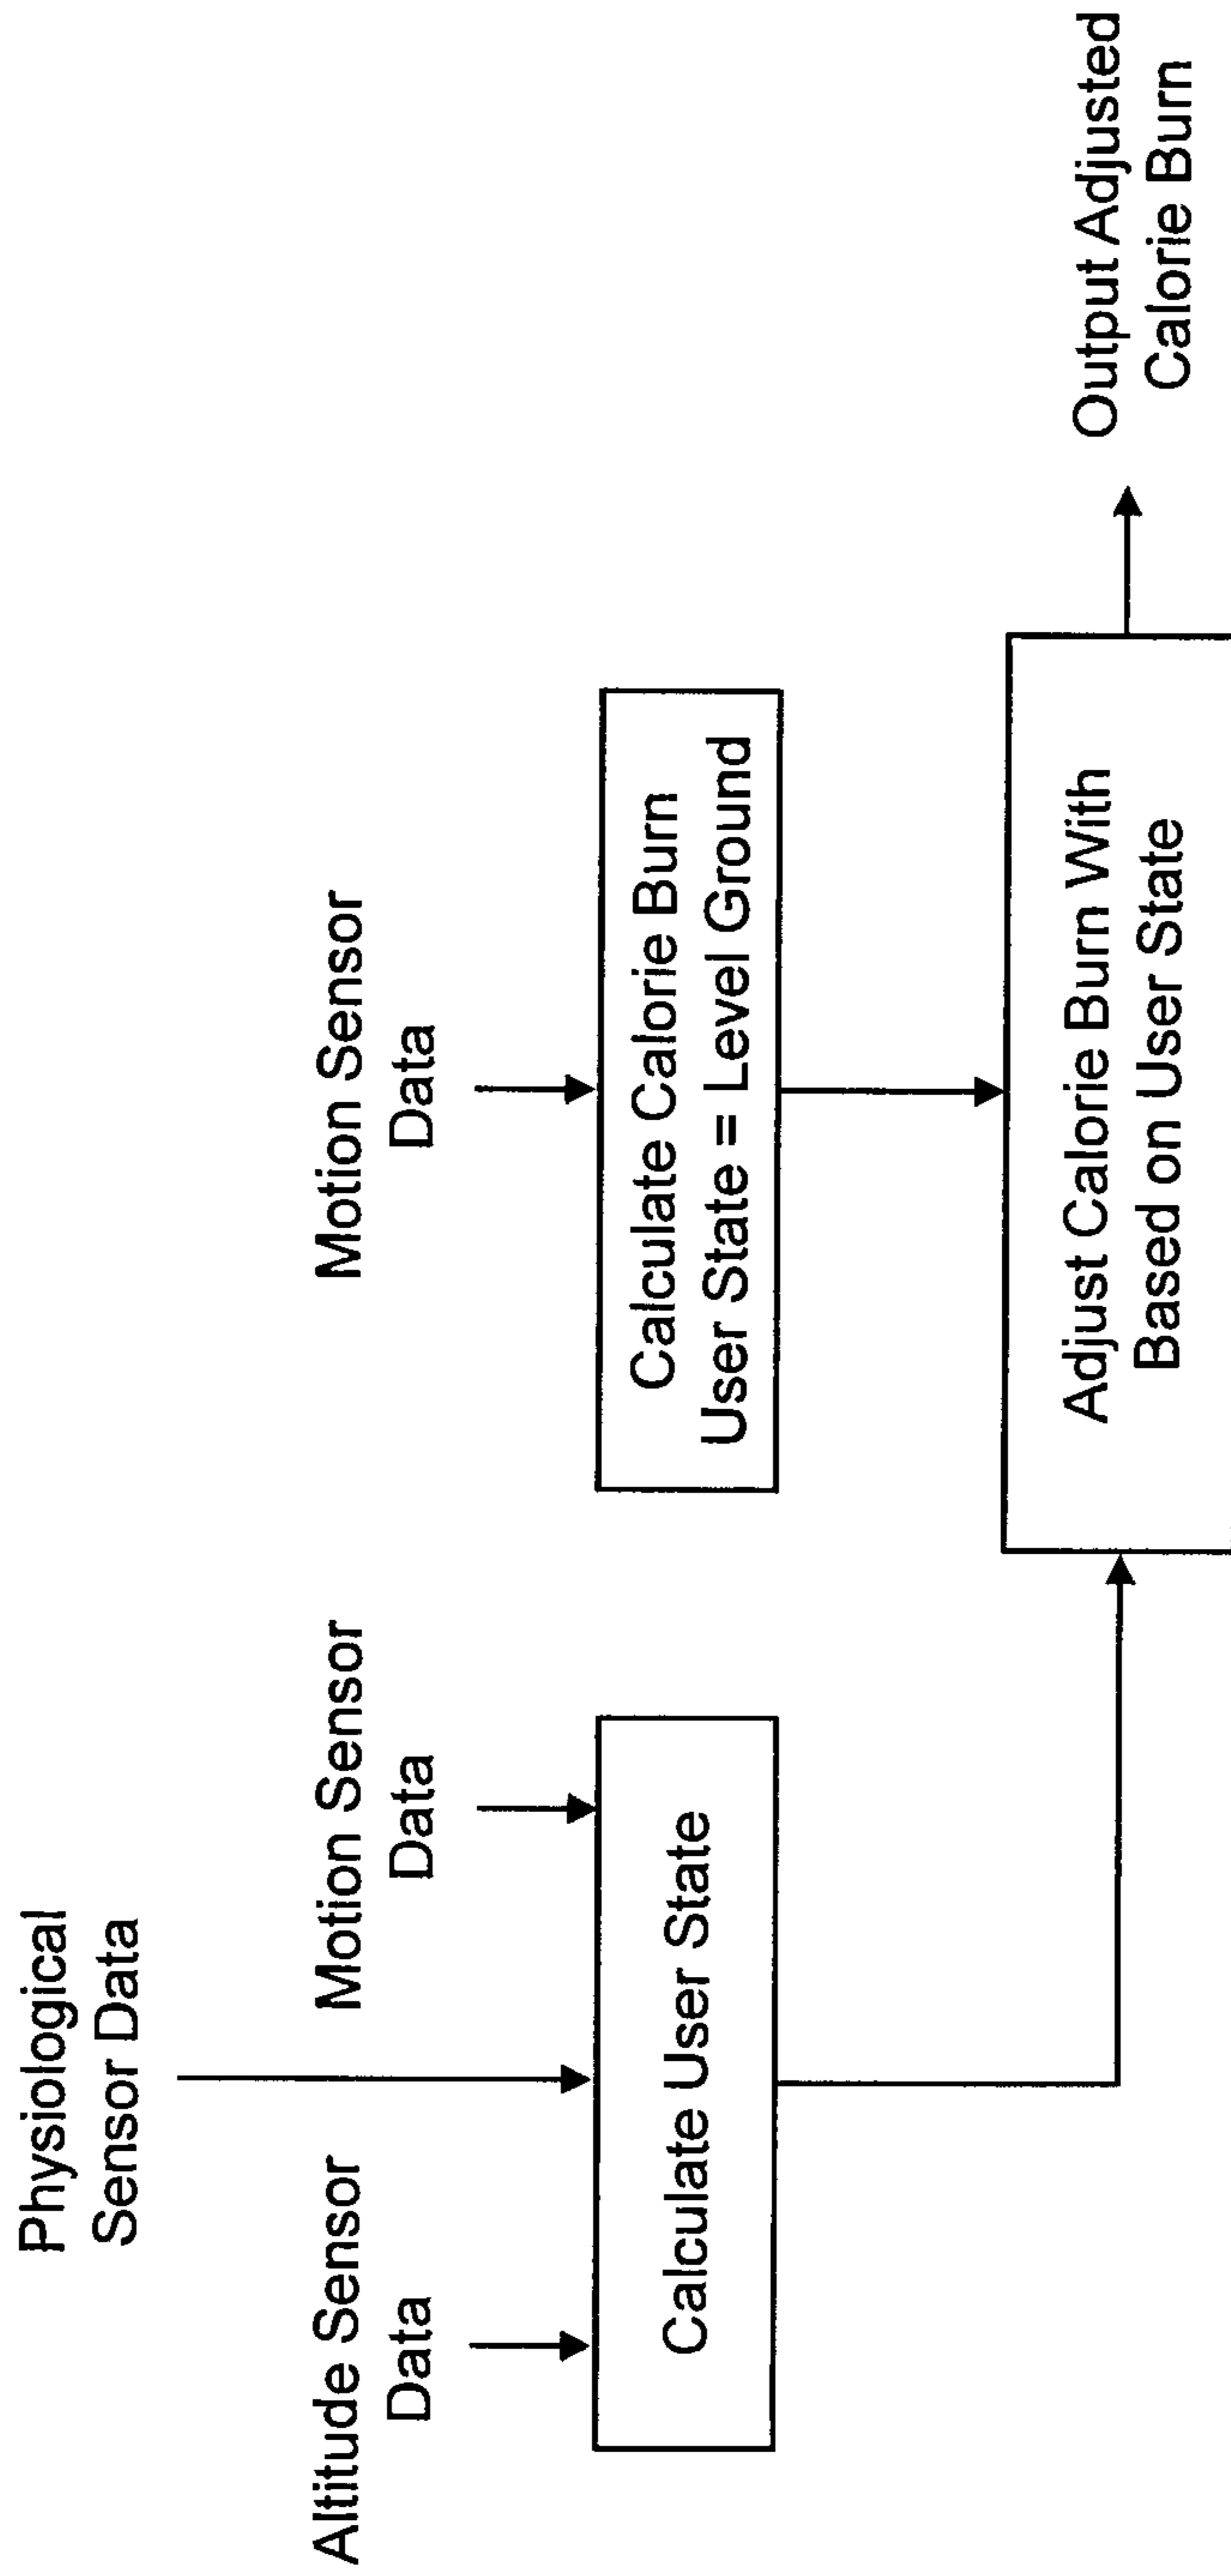 Physiological
Sensor Data
Altitude Sensor
Data
Motion Sensor
Data
Motion Sensor
Data
Calculate User State
Calculate Calorie Burn
User State = Level Ground
Adjust Calorie Burn With
Based on User State
Output Adjusted
Calorie Burn